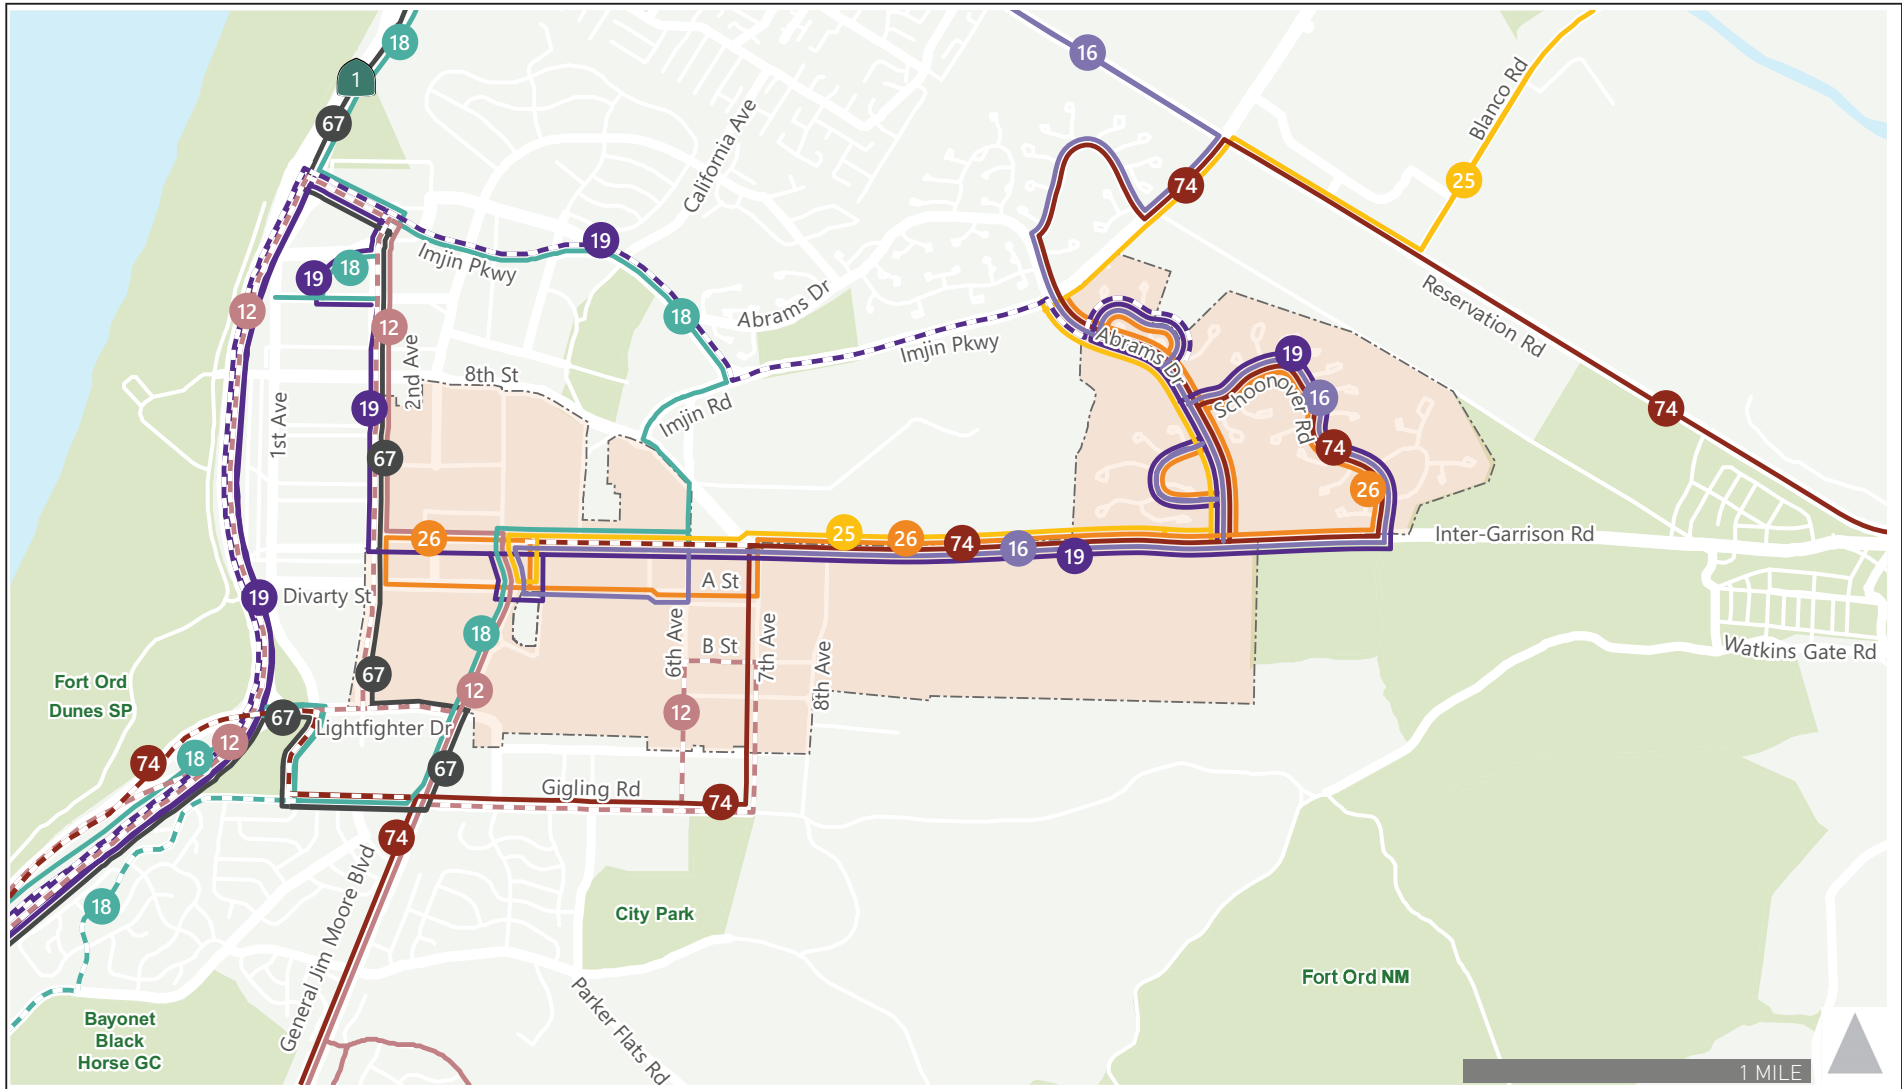 18
16
1
67
Blanco Rd
California Ave
25
74
19
Imjin Pkwy
18
19
12
12
18
Abrams Dr
Imjin Pkwy
Reservation Rd
Abrams Dr
19
Schoonover Rd
16
74
74
26
8th St
2nd Ave
1st Ave
19
67
Imjin Rd
26
25
26
74
16
19
Inter-Garrison Rd
A St
Divarty St
19
18
6th Ave
B St
7th Ave
8th Ave
Watkins Gate Rd
67
12
12
Fort Ord
Dunes SP
67
Lightfighter Dr
12
18
74
67
Gigling Rd
74
74
General Jim Moore Blvd
18
City Park
Fort Ord NM
Parker Flats Rd
Bayonet
Black
Horse GC
1 MILE